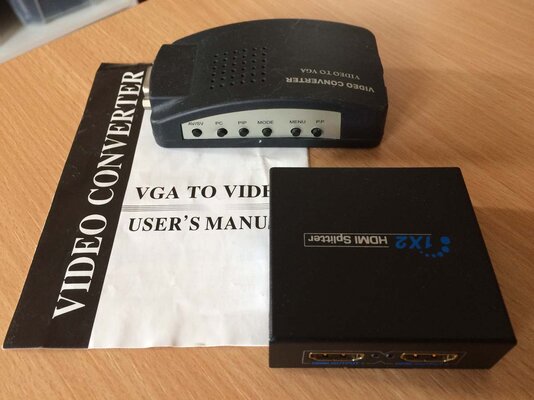 VIDEO CONVERTER
VIDEO TO VGA
AV/SV PC PIP MODE MENU P.P
VIDEO CONVERTER
VGA TO VIDE
USER'S MANU
1X2
HDMI Splitter